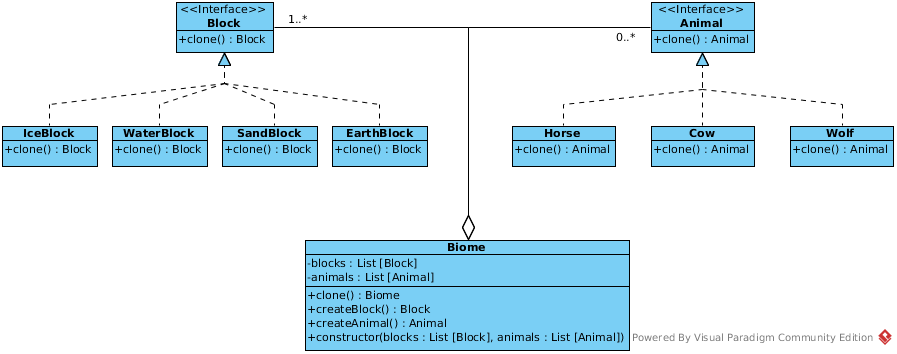 <<Interface>>
Block
+clone() : Block
1..*
0..*
<<Interface>>
Animal
+clone() : Animal
IceBlock
+clone() : Block
WaterBlock
+clone() : Block
SandBlock
+clone() : Block
EarthBlock
+clone() : Block
Horse
+clone() : Animal
Cow
+clone() : Animal
Wolf
+clone() : Animal
Biome
-blocks : List [Block]
-animals : List [Animal]
+clone() : Biome
+createBlock() : Block
+createAnimal() : Animal
+constructor(blocks : List [Block], animals : List [Animal])
Powered By Visual Paradigm Community Edition